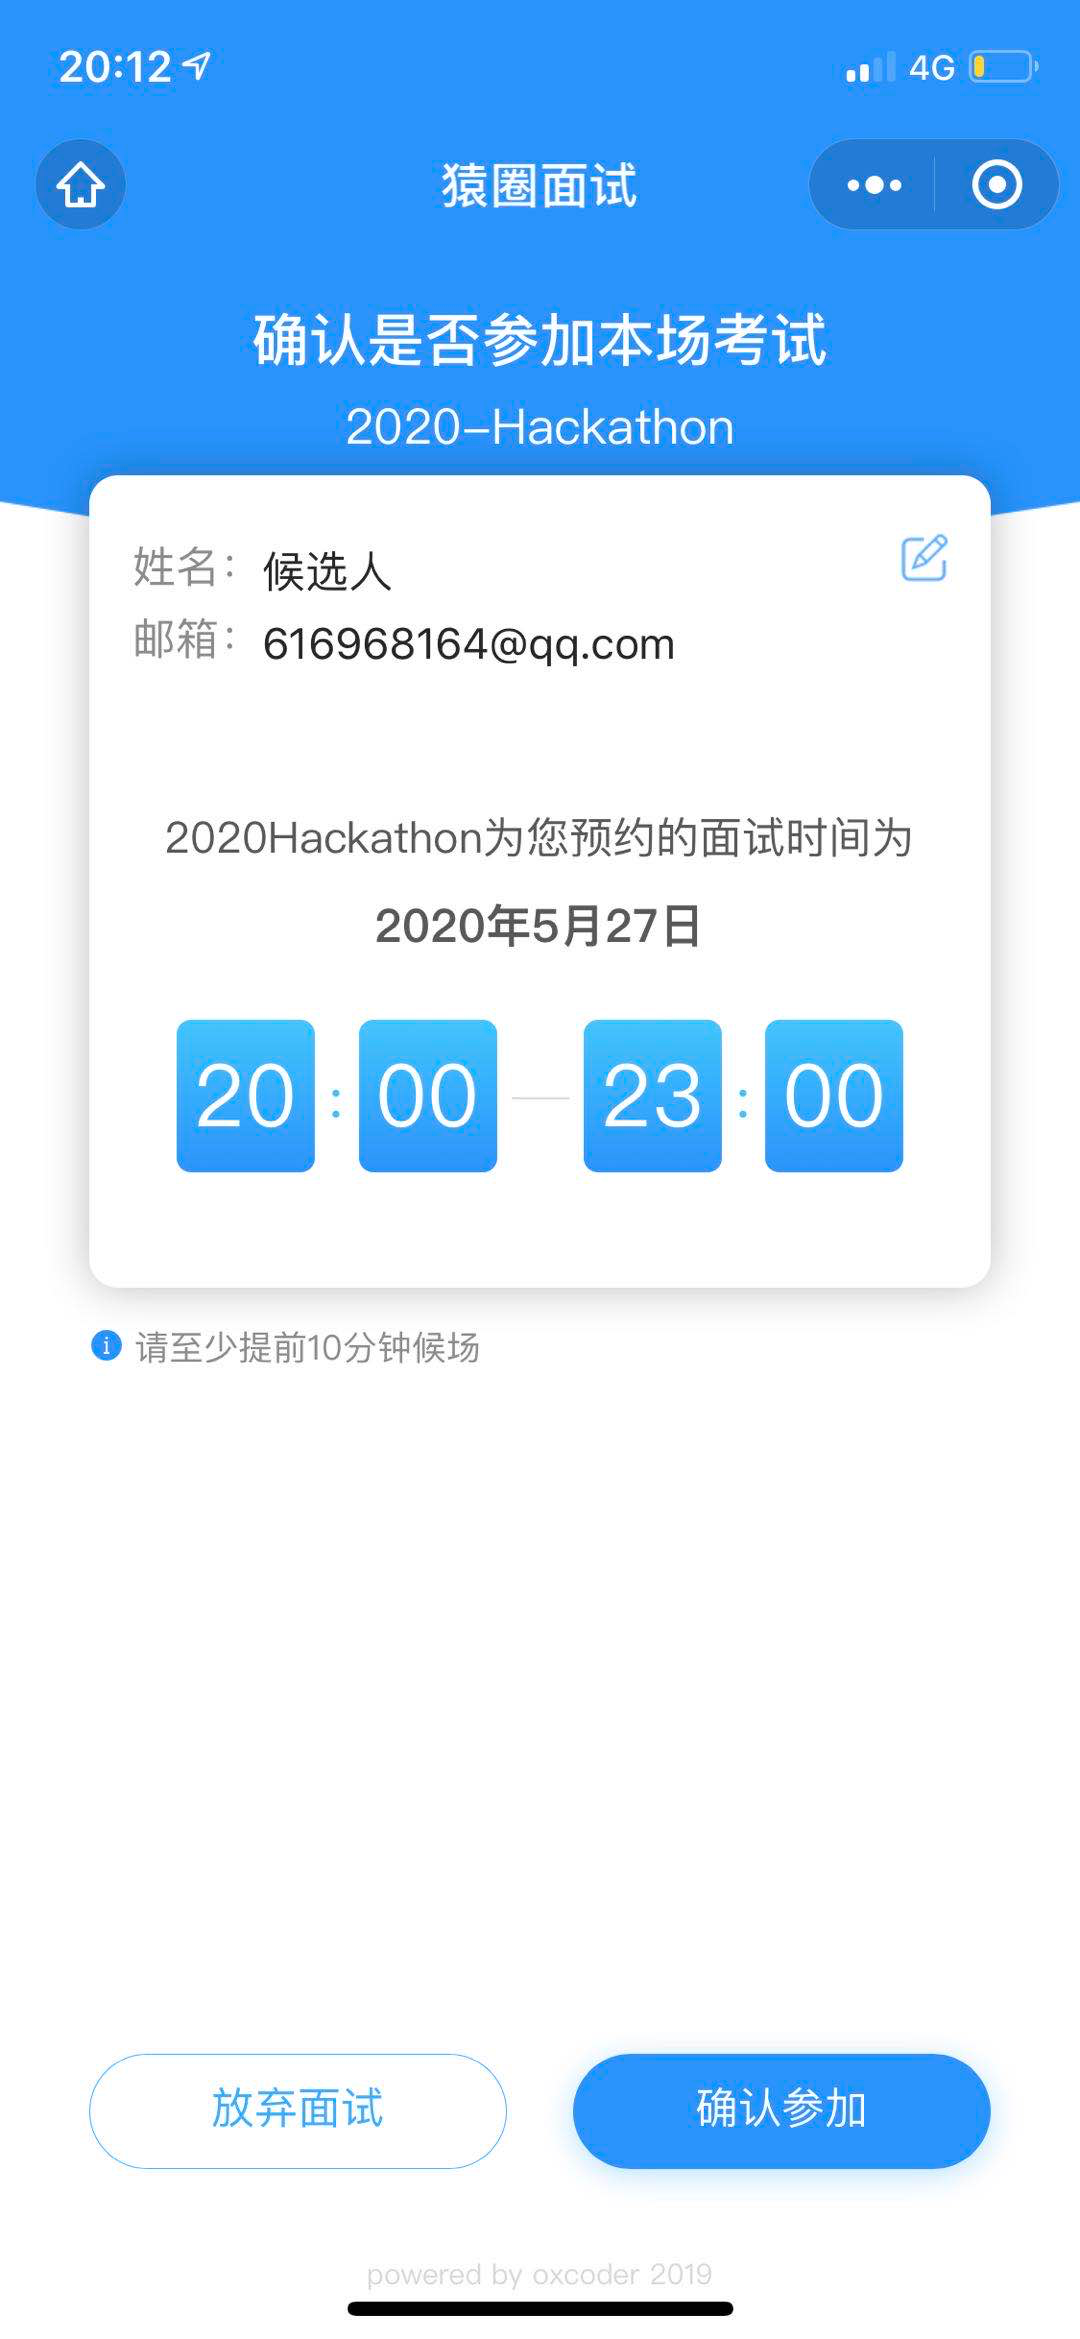 20:12
4G
猿圈面试
确认是否参加本场考试
2020-Hackathon
姓名： 候选人
邮箱： 616968164@qq.com
2020Hackathon为您预约的面试时间为
2020年5月27日
20 : 00 — 23 : 00
请至少提前10分钟候场
放弃面试 确认参加
powered by oxcoder 2019